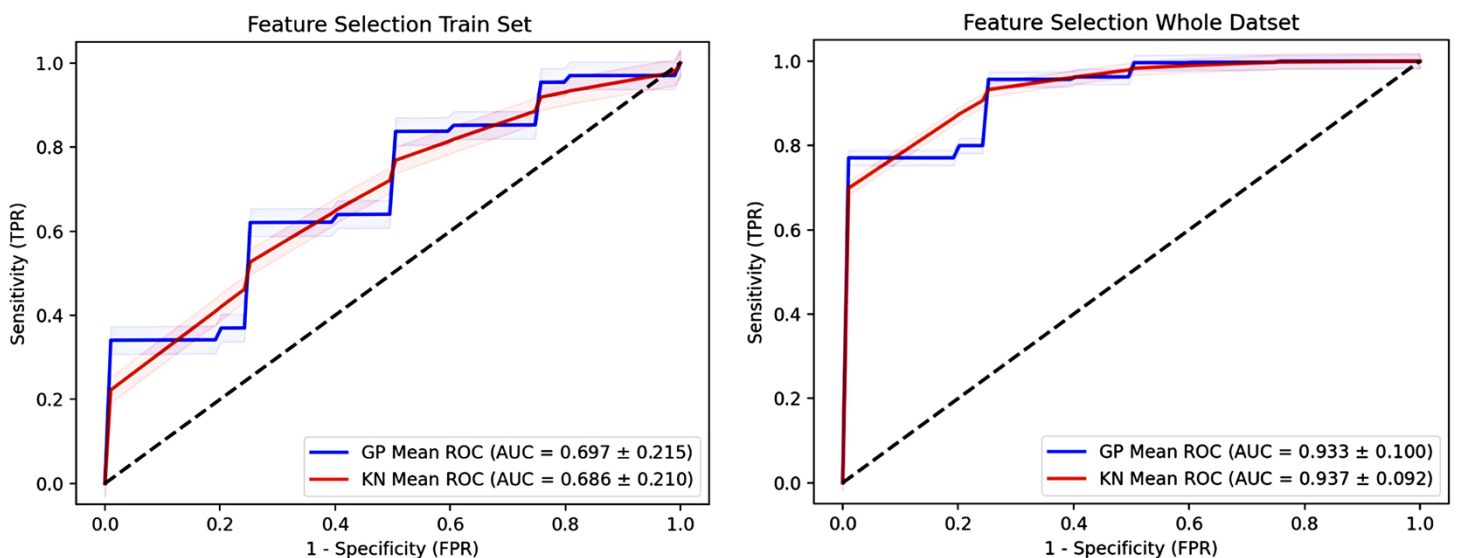 Feature Selection Train Set
Sensitivity (TPR)
1.0
0.8
0.6
0.4
0.2
0.0
GP Mean ROC (AUC = 0.697 ± 0.215)
KN Mean ROC (AUC = 0.686 ± 0.210)
0.0 0.2 0.4 0.6 0.8 1.0
1 - Specificity (FPR)
Feature Selection Whole Datset
Sensitivity (TPR)
1.0
0.8
0.6
0.4
0.2
0.0
GP Mean ROC (AUC = 0.933 ± 0.100)
KN Mean ROC (AUC = 0.937 ± 0.092)
0.0 0.2 0.4 0.6 0.8 1.0
1 - Specificity (FPR)